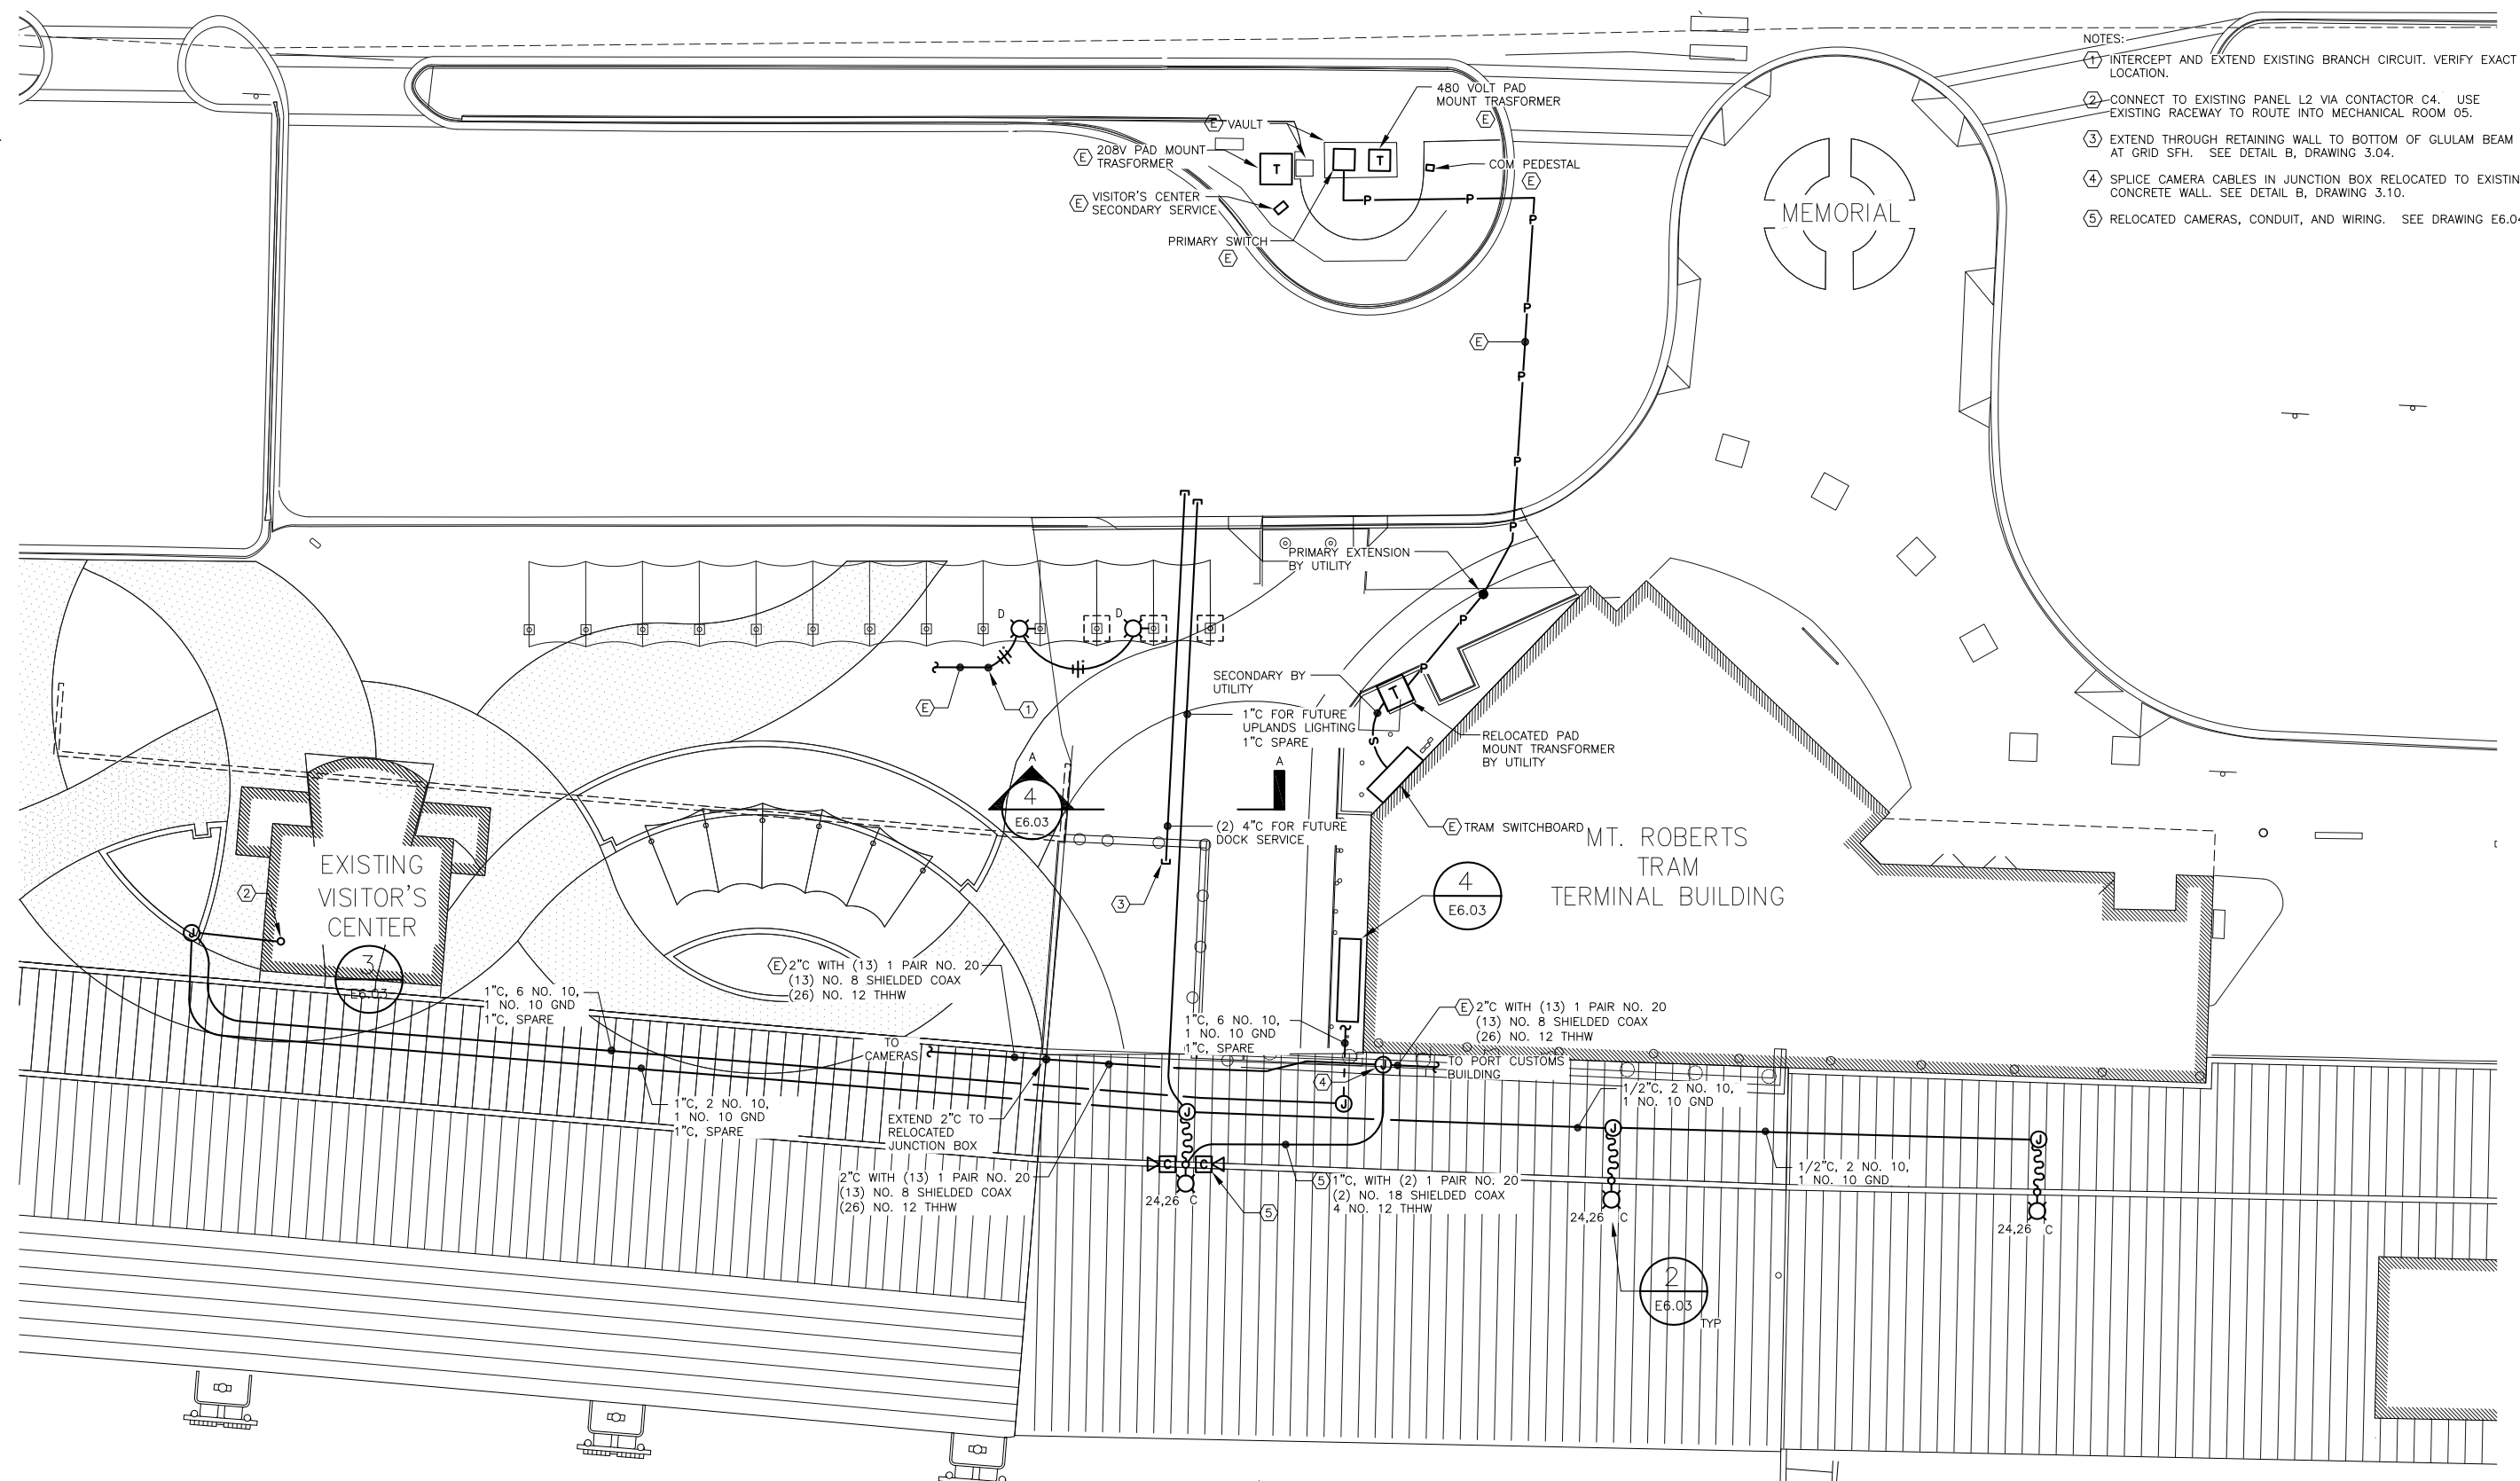 NOTES:
1 INTERCEPT AND EXTEND EXISTING BRANCH CIRCUIT. VERIFY EXACT
LOCATION.
2 CONNECT TO EXISTING PANEL L2 VIA CONTACTOR C4. USE
EXISTING RACEWAY TO ROUTE INTO MECHANICAL ROOM 05.
3 EXTEND THROUGH RETAINING WALL TO BOTTOM OF GLULAM BEAM
AT GRID SFH. SEE DETAIL B, DRAWING 3.04.
4 SPLICE CAMERA CABLES IN JUNCTION BOX RELOCATED TO EXISTIN
CONCRETE WALL. SEE DETAIL B, DRAWING 3.10.
5 RELOCATED CAMERAS, CONDUIT, AND WIRING. SEE DRAWING E6.04
480 VOLT PAD
MOUNT TRASFORMER
E
E VAULT
E 208V PAD MOUNT
TRASFORMER
T
T
COM PEDESTAL
E
E VISITOR'S CENTER
SECONDARY SERVICE
PRIMARY SWITCH
E
P
P
P
P
E
P
P
P
MEMORIAL
PRIMARY EXTENSION
BY UTILITY
P
P
D
D
E
1
SECONDARY BY
UTILITY
T
S
1"C FOR FUTURE
UPLANDS LIGHTING
1"C SPARE
RELOCATED PAD
MOUNT TRANSFORMER
BY UTILITY
A
4
E6.03
A
(2) 4"C FOR FUTURE
DOCK SERVICE
E TRAM SWITCHBOARD
MT. ROBERTS
TRAM
TERMINAL BUILDING
4
E6.03
3
EXISTING
VISITOR'S
CENTER
2
J
3
E6.03
E 2"C WITH (13) 1 PAIR NO. 20
(13) NO. 8 SHIELDED COAX
(26) NO. 12 THHW
1"C, 6 NO. 10,
1 NO. 10 GND
1"C, SPARE
1"C, 6 NO. 10,
1 NO. 10 GND
1"C, SPARE
E 2"C WITH (13) 1 PAIR NO. 20
(13) NO. 8 SHIELDED COAX
(26) NO. 12 THHW
TO
CAMERAS
J
TO PORT CUSTOMS
BUILDING
4
1/2"C, 2 NO. 10,
1 NO. 10 GND
1"C, 2 NO. 10,
1 NO. 10 GND
1"C, SPARE
EXTEND 2"C TO
RELOCATED
JUNCTION BOX
J
J
J
J
C
C
2"C WITH (13) 1 PAIR NO. 20
(13) NO. 8 SHIELDED COAX
(26) NO. 12 THHW
24,26 C
5
5 1"C, WITH (2) 1 PAIR NO. 20
(2) NO. 18 SHIELDED COAX
4 NO. 12 THHW
1/2"C, 2 NO. 10,
1 NO. 10 GND
24,26 C
24,26 C
2
E6.03
TYP